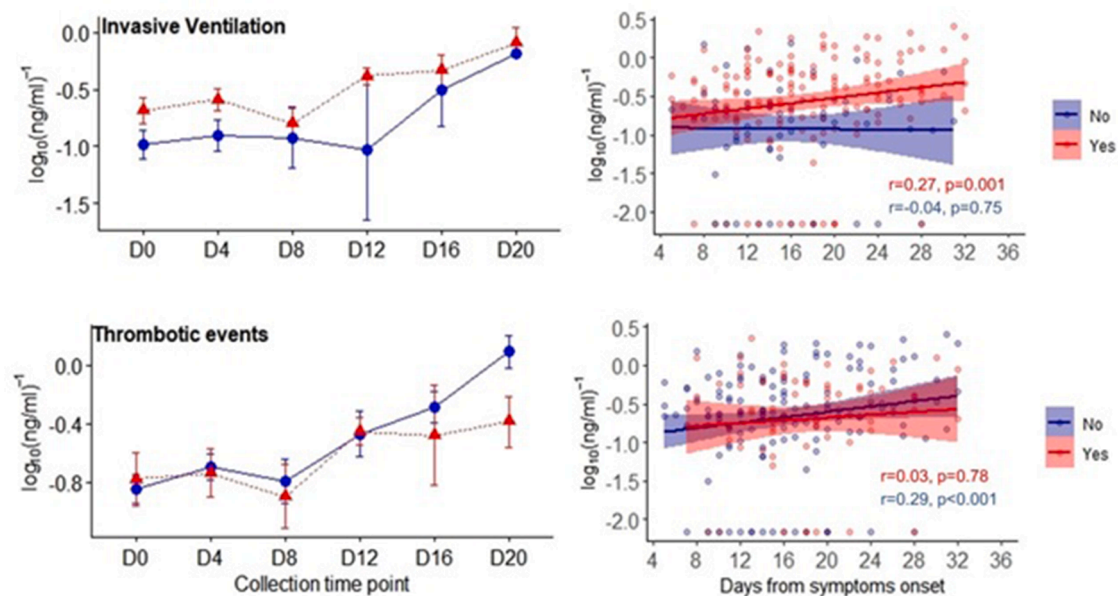 Invasive Ventilation
log₁₀(ng/ml)⁻¹
0.0
-0.5
-1.0
-1.5
D0 D4 D8 D12 D16 D20
log₁₀(ng/ml)⁻¹
0.5
0.0
-0.5
-1.0
-1.5
-2.0
r=0.27, p=0.001
r=-0.04, p=0.75
4 8 12 16 20 24 28 32 36
No
Yes
Thrombotic events
log₁₀(ng/ml)⁻¹
0.0
-0.4
-0.8
D0 D4 D8 D12 D16 D20
Collection time point
log₁₀(ng/ml)⁻¹
0.5
0.0
-0.5
-1.0
-1.5
-2.0
r=0.03, p=0.78
r=0.29, p<0.001
4 8 12 16 20 24 28 32 36
Days from symptoms onset
No
Yes